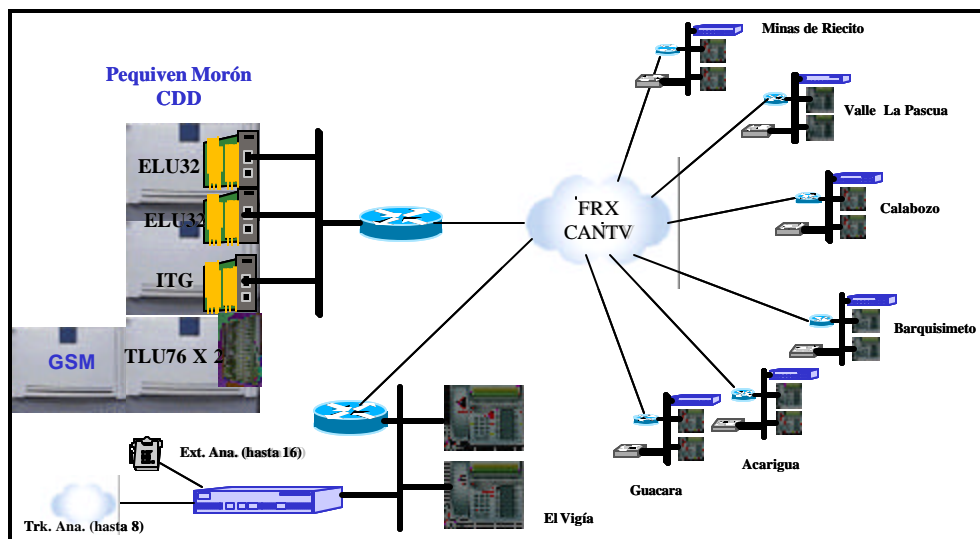 Minas de Riecito
Pequiven Morón
CDD
Valle La Pascua
ELU32
ELU32
FRX
CANTV
Calabozo
ITG
GSM
TLU76 X 2
Barquisimeto
Ext. Ana. (hasta 16)
Acarigua
Guacara
Trk. Ana. (hasta 8)
El Vigía